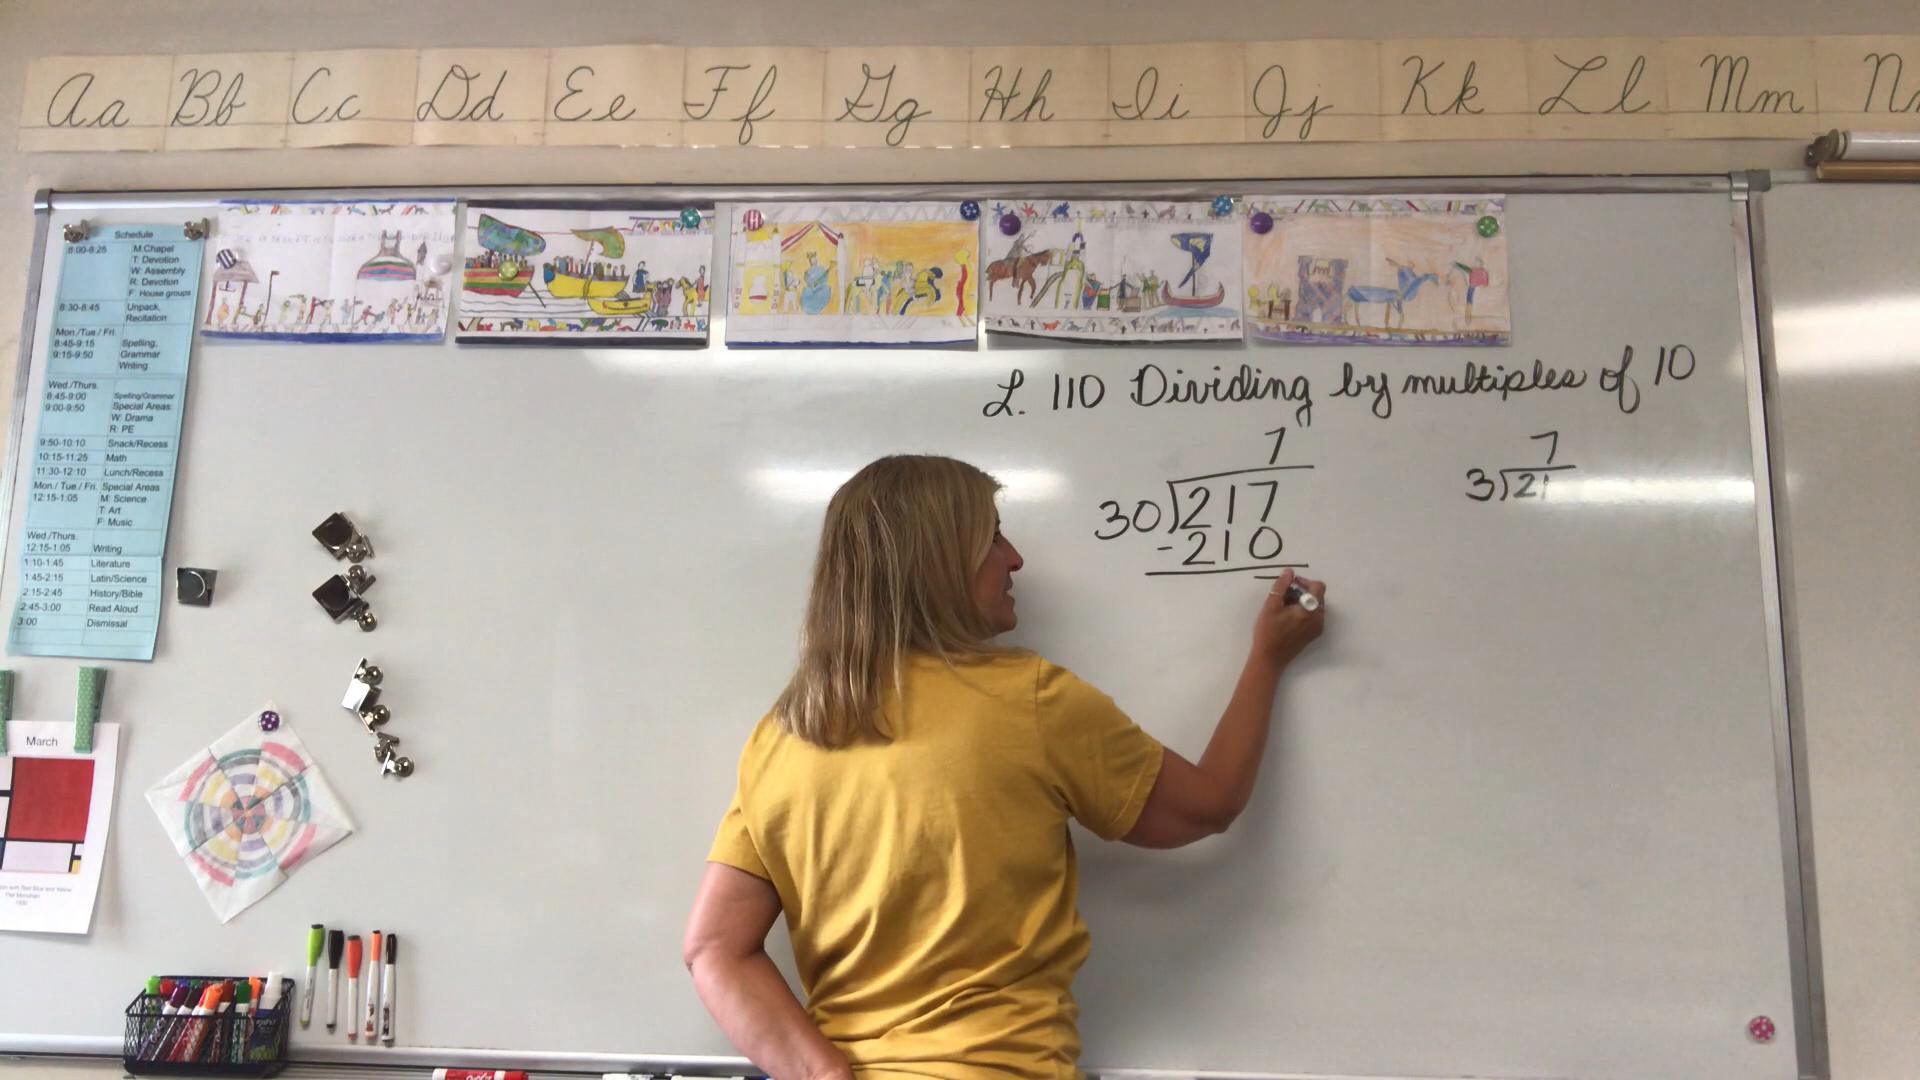 Aa Bb Cc Dd Ee Ff Gg Hh Ii Jj Kk Ll Mm
Schedule
8:00-8:25 M:Chapel
T: Devotion
W: Assembly
R: Devotion
F: House groups
8:30-8:45 Unpack,
Recitation
Mon./Tue./ Fri.
8:45-9:15 Spelling,
9:15-9:50 Grammar
Writing
Wed./Thurs.
8:45-9:00 Spelling/Grammar
9:00-9:50 Special Areas:
W: Drama
R: PE
9:50-10:10 Snack/Recess
10:15-11:25 Math
11:30-12:10 Lunch/Recess
Mon./ Tue./ Fri. Special Areas
12:15-1:05 M: Science
T: Art
F: Music
Wed./Thurs.
12:15-1:05 Writing
1:10-1:45 Literature
1:45-2:15 Latin/Science
2:15-2:45 History/Bible
2:45-3:00 Read Aloud
3:00 Dismissal
L. 110 Dividing by multiples of 10
7
30)217
-210
7
3)21
March